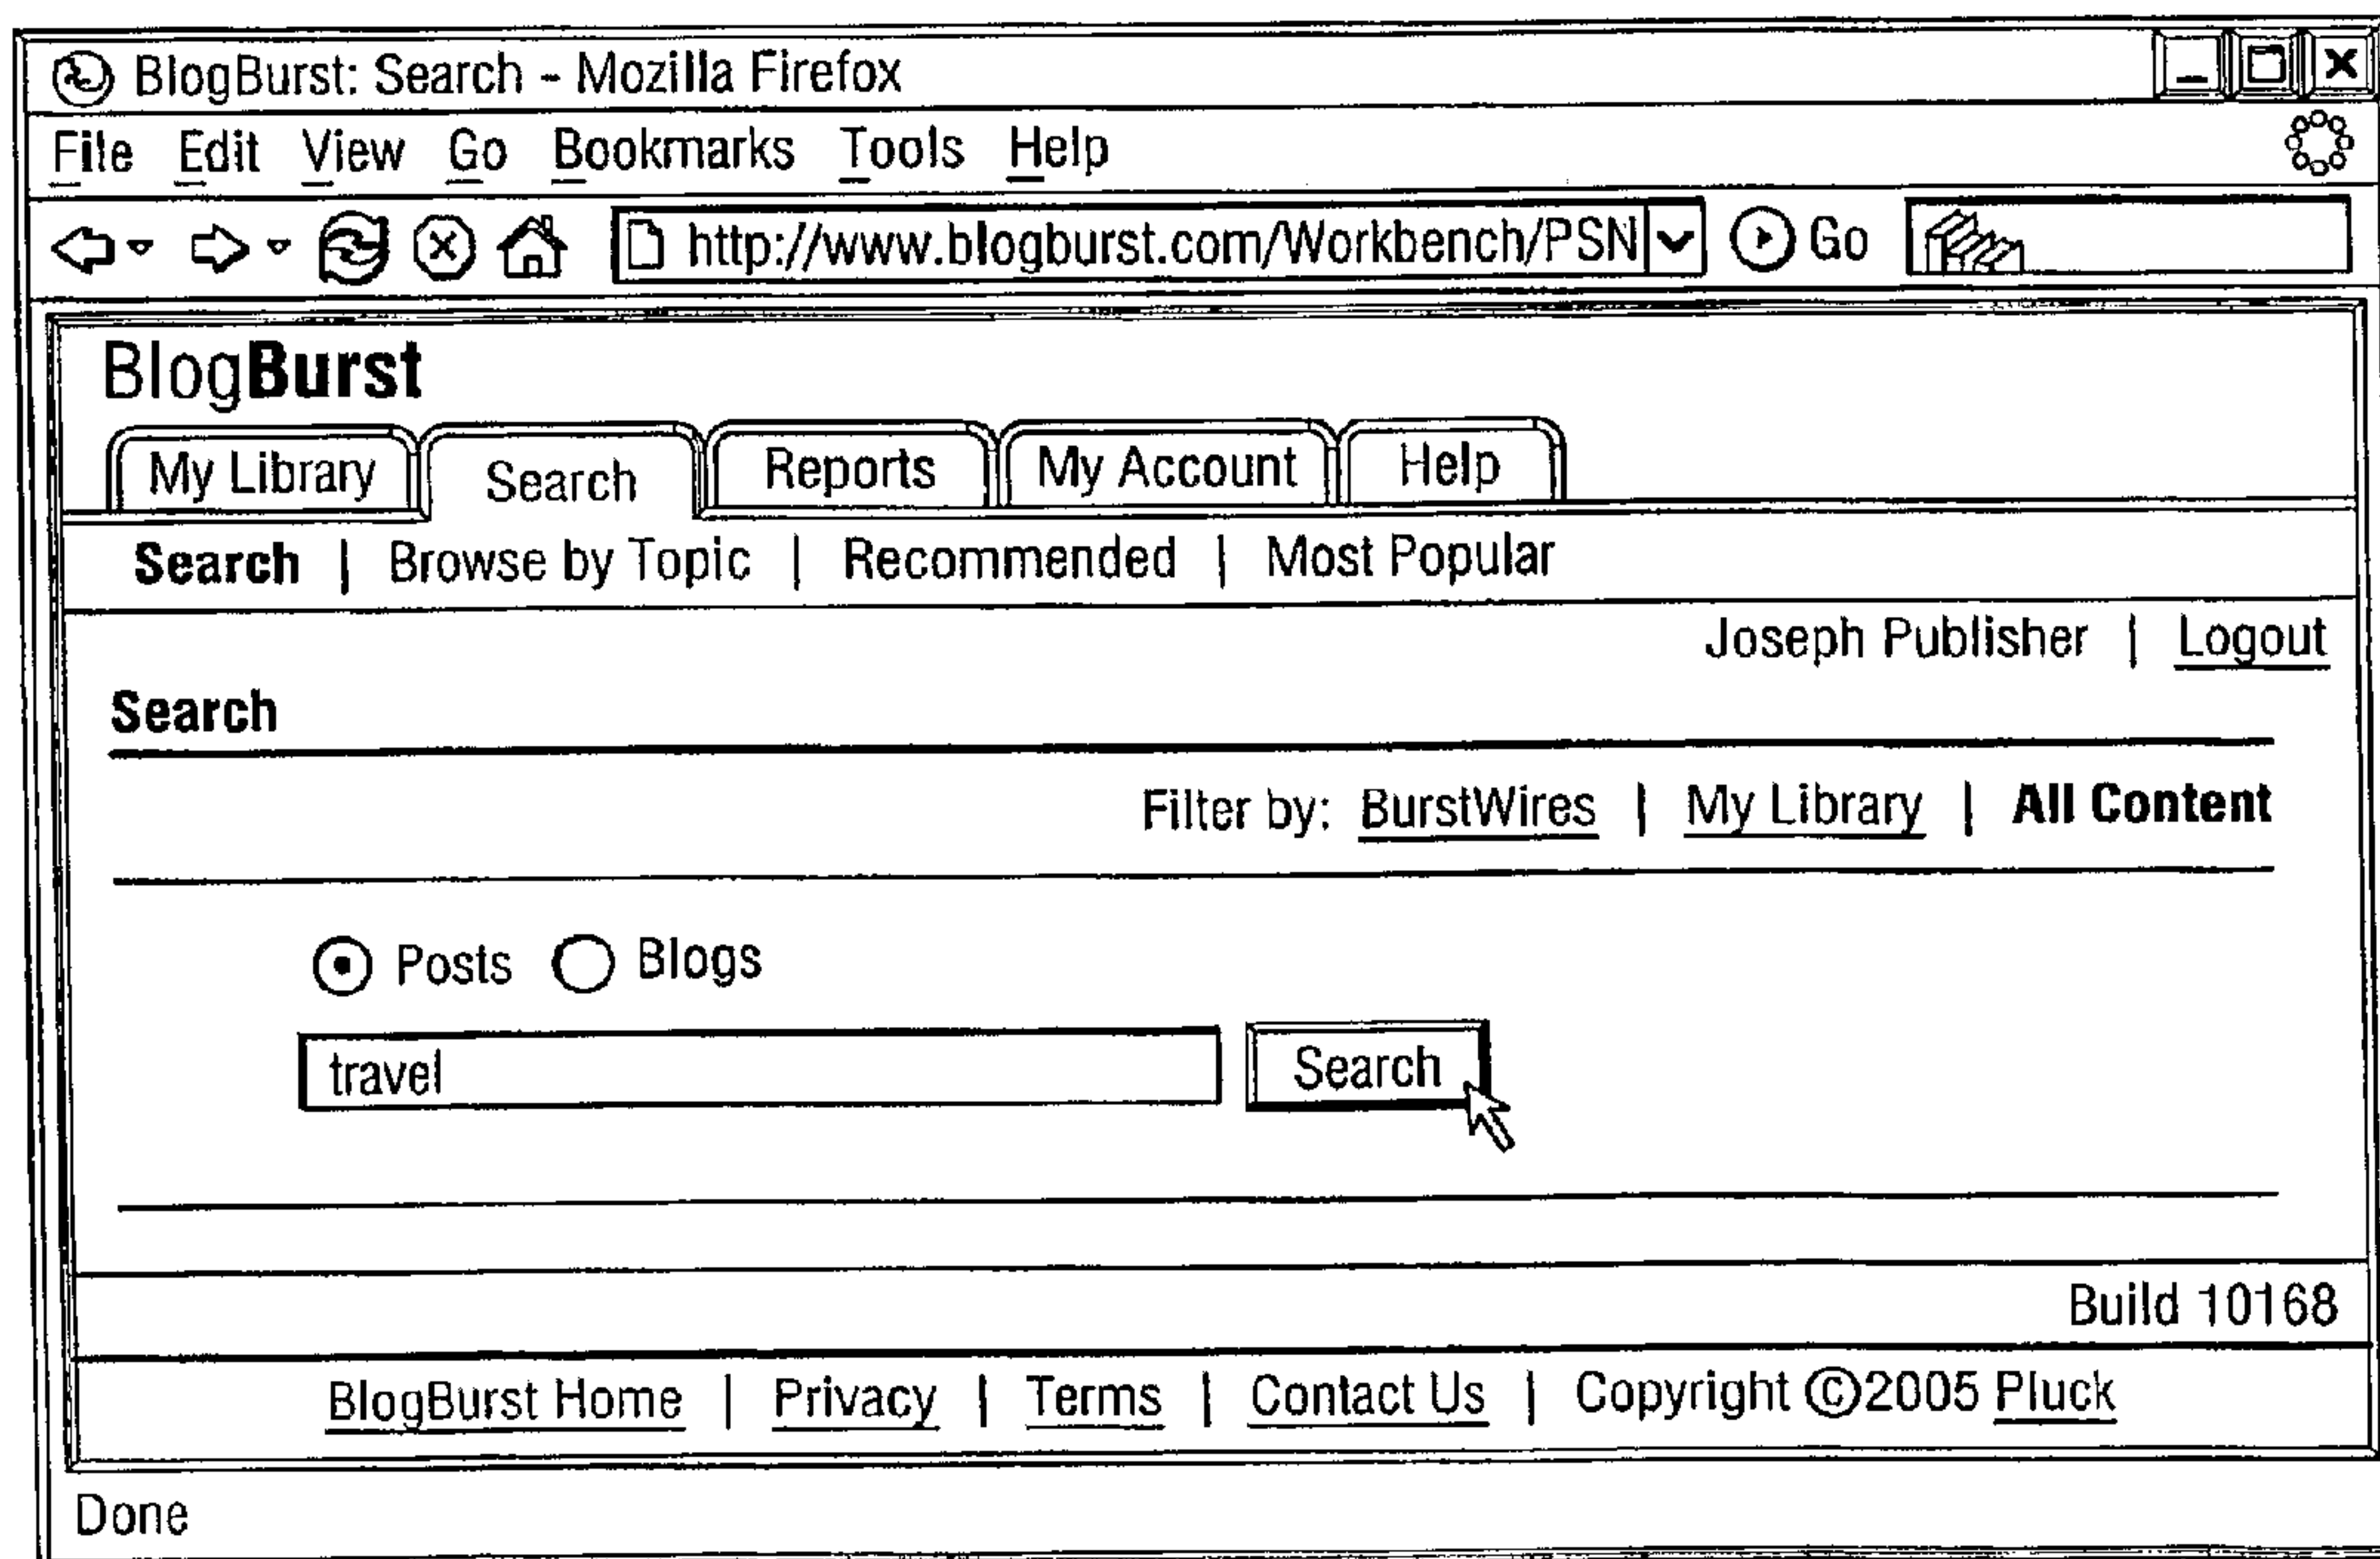 BlogBurst: Search - Mozilla Firefox
File Edit View Go Bookmarks Tools Help
http://www.blogburst.com/Workbench/PSN Go
BlogBurst
My Library Search Reports My Account Help
Search | Browse by Topic | Recommended | Most Popular
Joseph Publisher | Logout
Search
Filter by: BurstWires | My Library | All Content
Posts Blogs
travel Search
Build 10168
BlogBurst Home | Privacy | Terms | Contact Us | Copyright ©2005 Pluck
Done